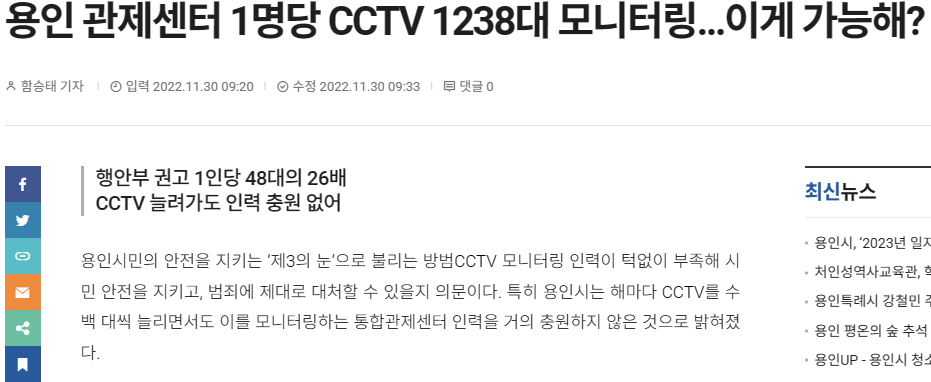 용인 관제센터 1명당 CCTV 1238대 모니터링...이게 가능해?
함승태 기자 입력 2022.11.30 09:20 수정 2022.11.30 09:33 댓글 0
행안부 권고 1인당 48대의 26배
CCTV 늘려가도 인력 충원 없어
용인시민의 안전을 지키는 ‘제3의 눈’으로 불리는 방범CCTV 모니터링 인력이 턱없이 부족해 시
민 안전을 지키고, 범죄에 제대로 대처할 수 있을지 의문이다. 특히 용인시는 해마다 CCTV를 수
백 대씩 늘리면서도 이를 모니터링하는 통합관제센터 인력을 거의 충원하지 않은 것으로 밝혀졌
다.
최신뉴스
용인시, ‘2023년 일자
처인성역사교육관,
용인특례시 강철민
용인 평온의 숲 추석
용인UP - 용인시 청소